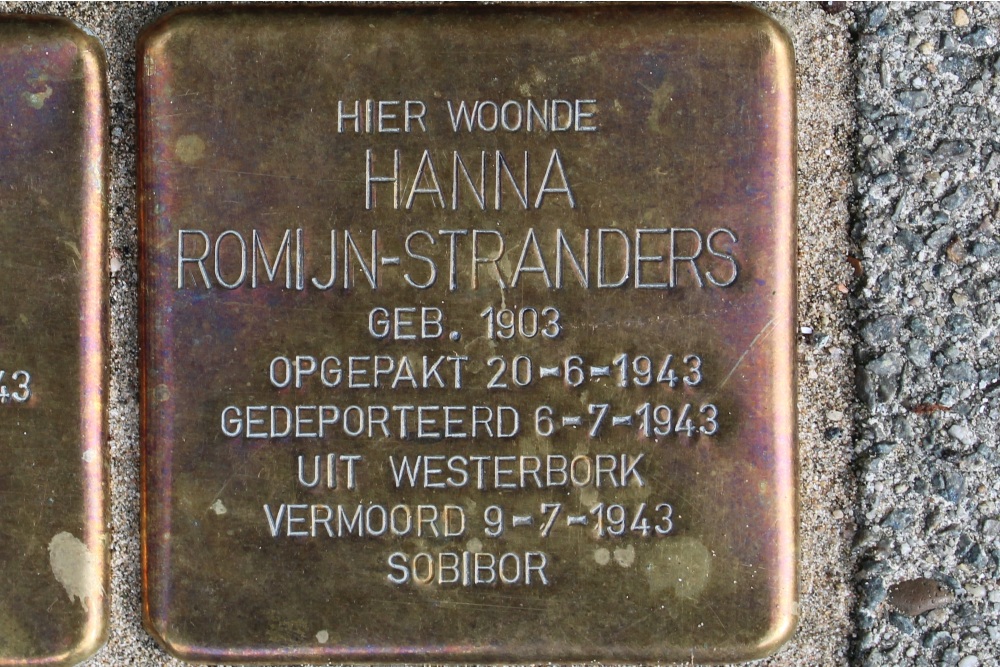 HIER WOONDE
HANNA
ROMIJN-STRANDERS
GEB. 1903
OPGEPAKT 20-6-1943
GEDEPORTEERD 6-7-1943
UIT WESTERBORK
VERMOORD 9-7-1943
SOBIBOR
43